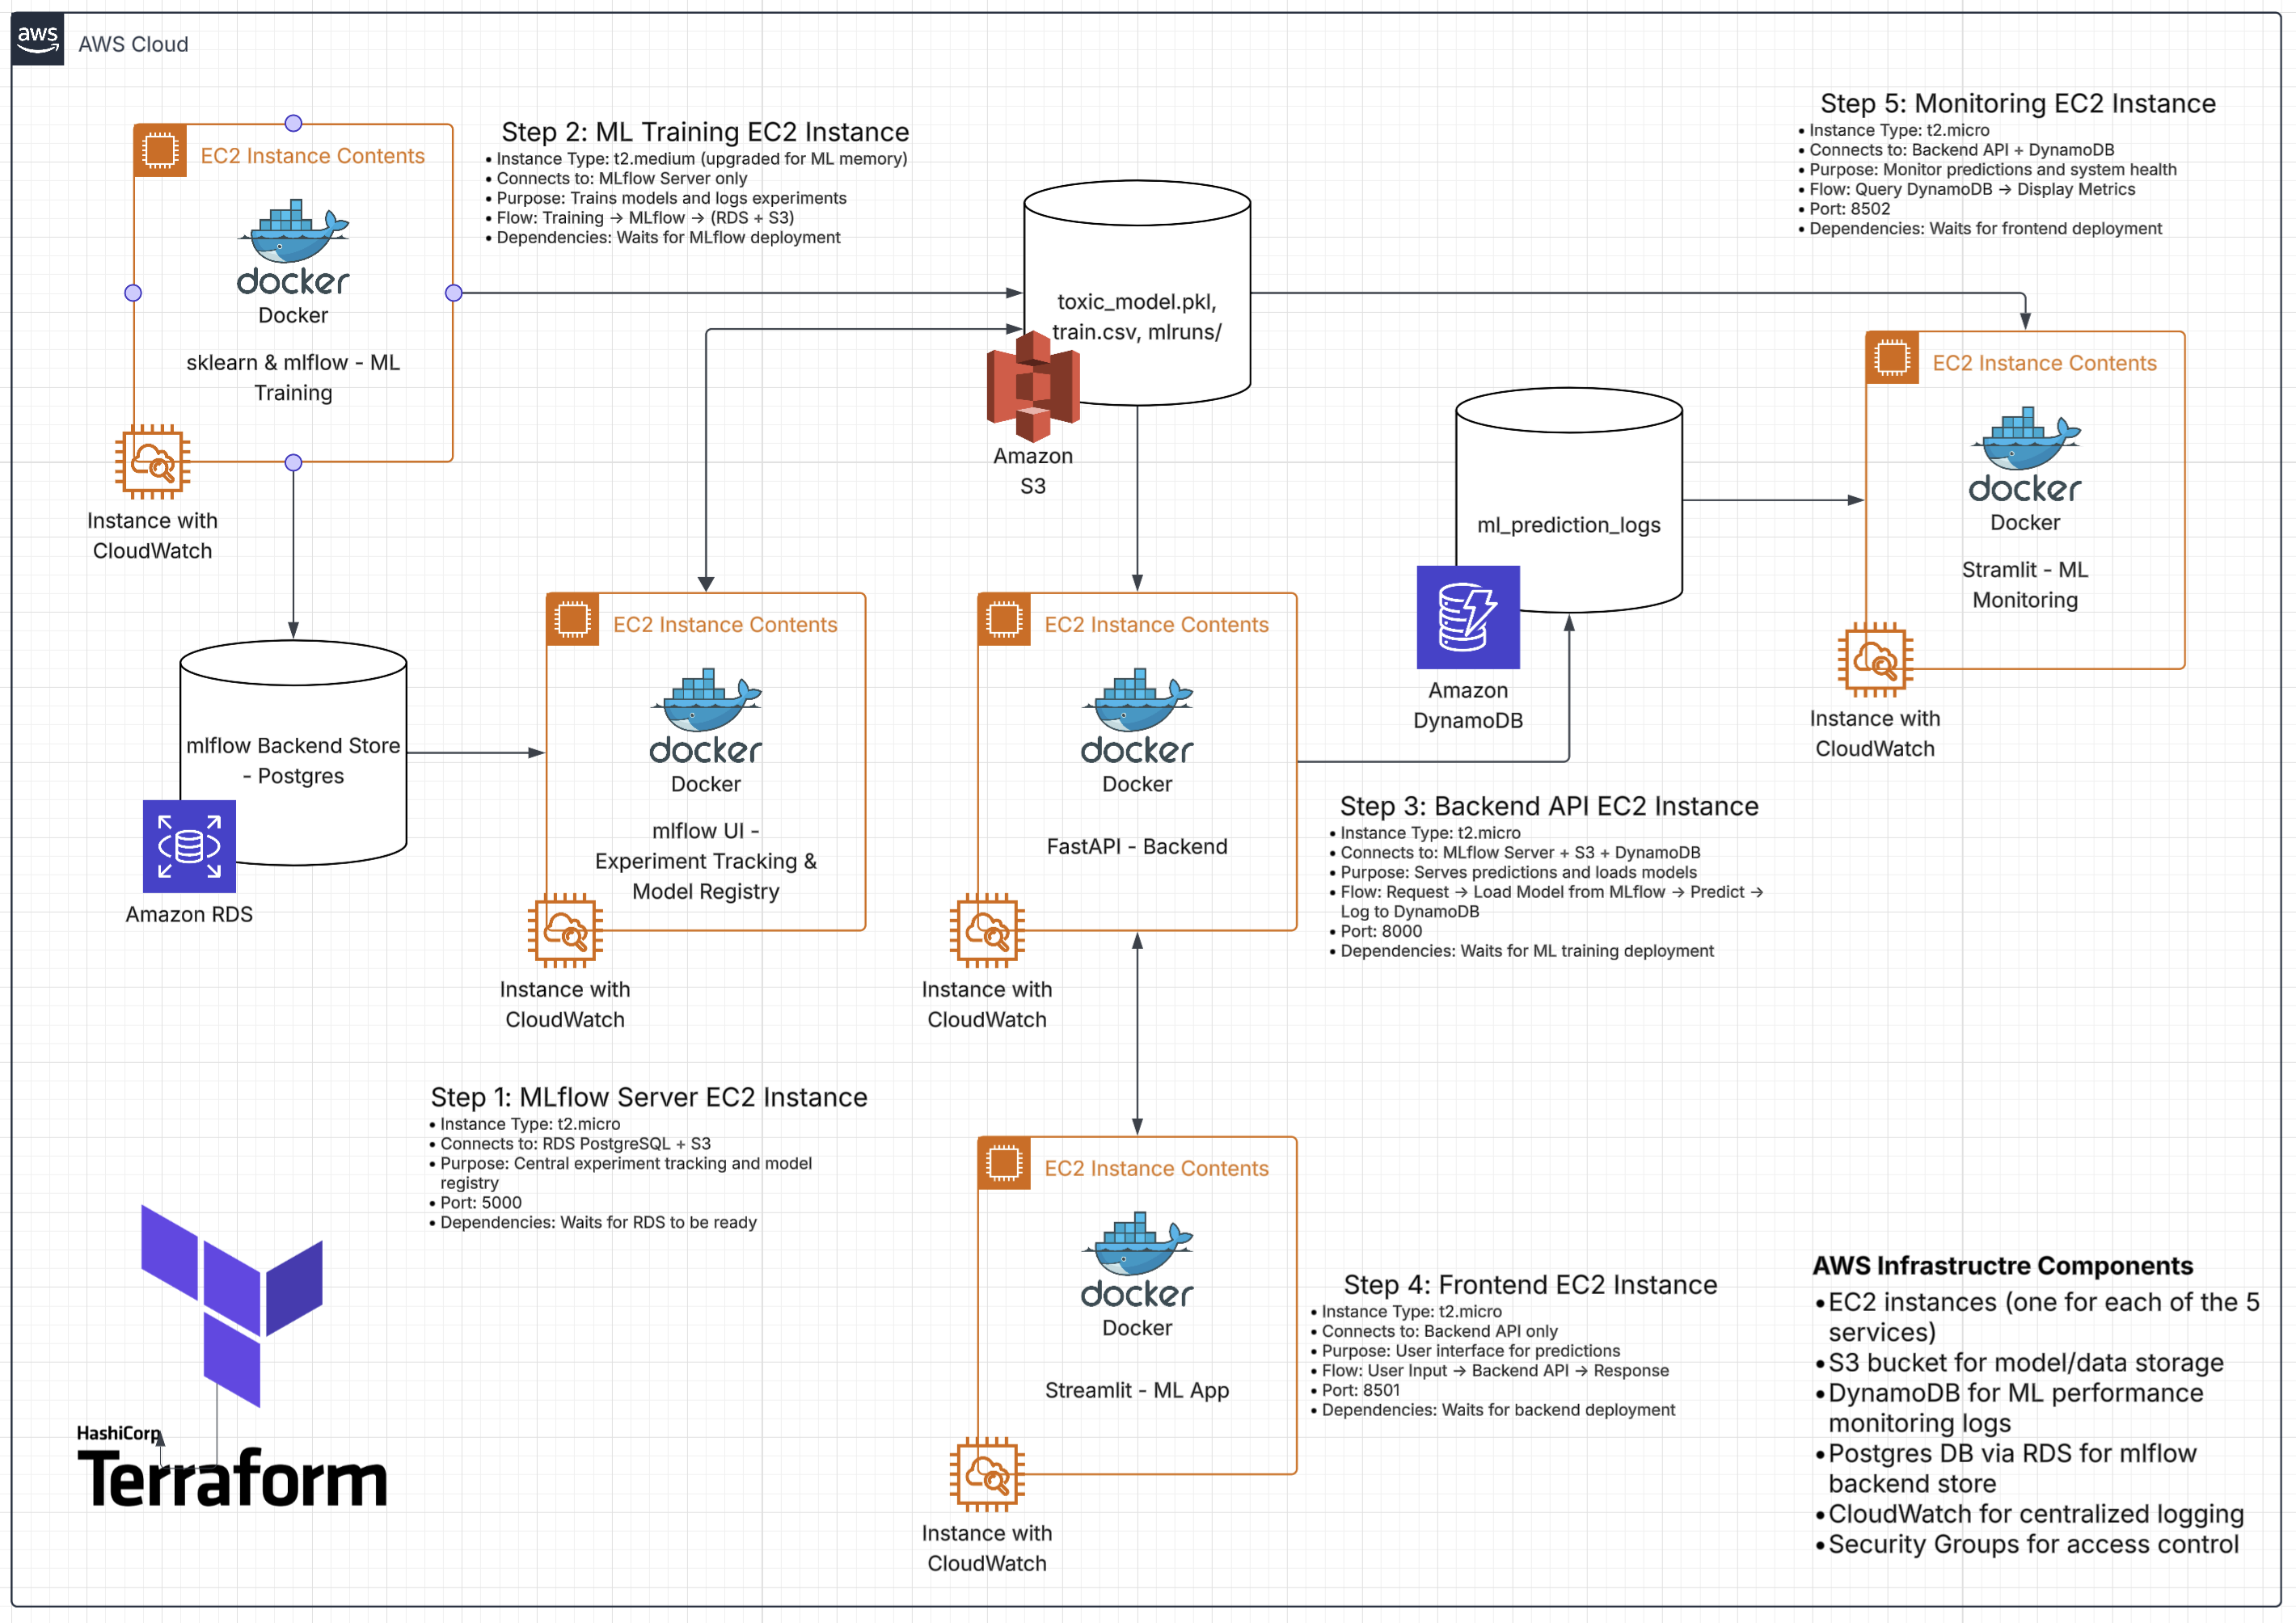 aws
AWS Cloud
EC2 Instance Contents
docker
Docker
sklearn & mlflow - ML
Training
Instance with
CloudWatch
Step 2: ML Training EC2 Instance
• Instance Type: t2.medium (upgraded for ML memory)
• Connects to: MLflow Server only
• Purpose: Trains models and logs experiments
• Flow: Training → MLflow → (RDS + S3)
• Dependencies: Waits for MLflow deployment
toxic_model.pkl,
train.csv, mlruns/
Amazon
S3
Step 5: Monitoring EC2 Instance
• Instance Type: t2.micro
• Connects to: Backend API + DynamoDB
• Purpose: Monitor predictions and system health
• Flow: Query DynamoDB → Display Metrics
• Port: 8502
• Dependencies: Waits for frontend deployment
EC2 Instance Contents
docker
Docker
Stramlit - ML
Monitoring
Instance with
CloudWatch
ml_prediction_logs
Amazon
DynamoDB
mlflow Backend Store
- Postgres
Amazon RDS
EC2 Instance Contents
docker
Docker
mlflow UI -
Experiment Tracking &
Model Registry
Instance with
CloudWatch
EC2 Instance Contents
docker
Docker
FastAPI - Backend
Instance with
CloudWatch
Step 3: Backend API EC2 Instance
• Instance Type: t2.micro
• Connects to: MLflow Server + S3 + DynamoDB
• Purpose: Serves predictions and loads models
• Flow: Request → Load Model from MLflow → Predict →
Log to DynamoDB
• Port: 8000
• Dependencies: Waits for ML training deployment
Step 1: MLflow Server EC2 Instance
• Instance Type: t2.micro
• Connects to: RDS PostgreSQL + S3
• Purpose: Central experiment tracking and model
registry
• Port: 5000
• Dependencies: Waits for RDS to be ready
EC2 Instance Contents
docker
Docker
Streamlit - ML App
Instance with
CloudWatch
Step 4: Frontend EC2 Instance
• Instance Type: t2.micro
• Connects to: Backend API only
• Purpose: User interface for predictions
• Flow: User Input → Backend API → Response
• Port: 8501
• Dependencies: Waits for backend deployment
HashiCorp
Terraform
AWS Infrastructre Components
• EC2 instances (one for each of the 5
services)
• S3 bucket for model/data storage
• DynamoDB for ML performance
monitoring logs
• Postgres DB via RDS for mlflow
backend store
• CloudWatch for centralized logging
• Security Groups for access control